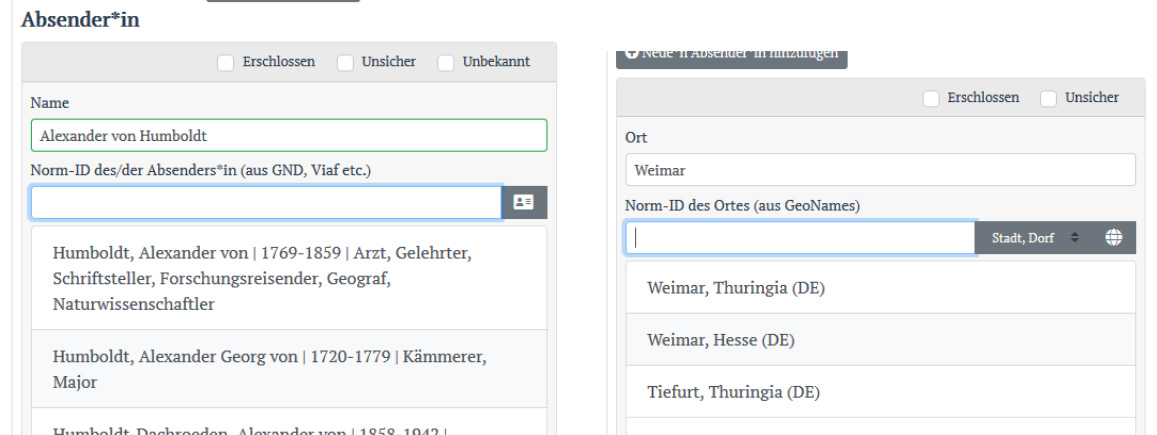 Absender*in
Erschlossen Unsicher Unbekannt
Name
Alexander von Humboldt
Norm-ID des/der Absenders*in (aus GND, Viaf etc.)
Humboldt, Alexander von | 1769-1859 | Arzt, Gelehrter,
Schriftsteller, Forschungsreisender, Geograf,
Naturwissenschaftler
Humboldt, Alexander Georg von | 1720-1779 | Kämmerer,
Major
Humboldt-Dachroeden, Alexander von | 1858-1942 |
Neue*n Absender*in hinzufügen
Erschlossen Unsicher
Ort
Weimar
Norm-ID des Ortes (aus GeoNames)
Stadt, Dorf
Weimar, Thuringia (DE)
Weimar, Hesse (DE)
Tiefurt, Thuringia (DE)